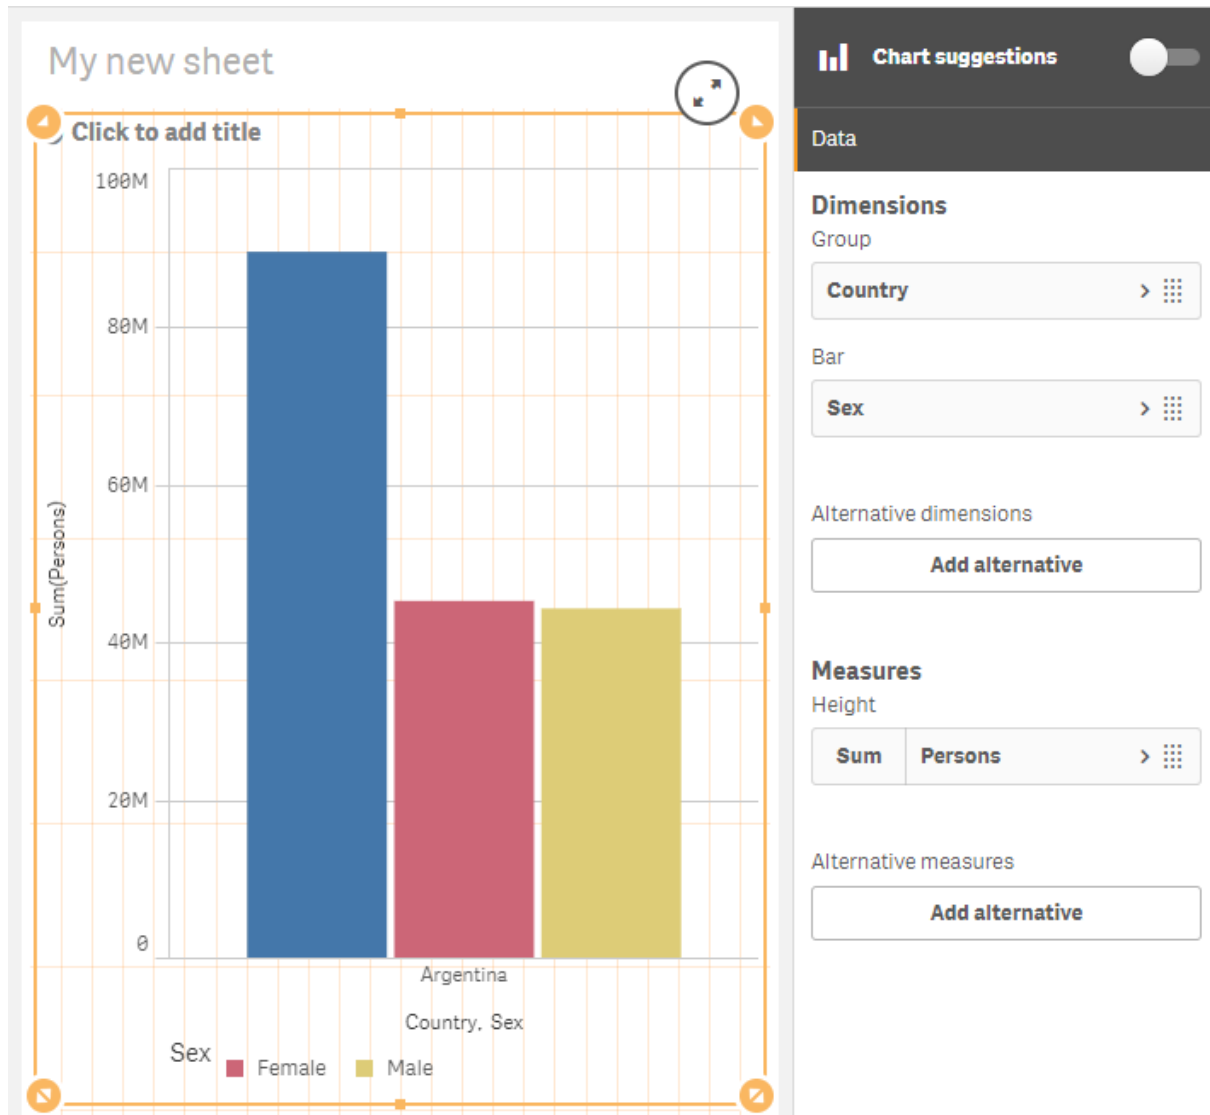 My new sheet
Click to add title
100M
80M
60M
40M
20M
0
Sum(Persons)
Argentina
Country, Sex
Sex
Female
Male
Chart suggestions
Data
Dimensions
Group
Country
Bar
Sex
Alternative dimensions
Add alternative
Measures
Height
Sum Persons
Alternative measures
Add alternative